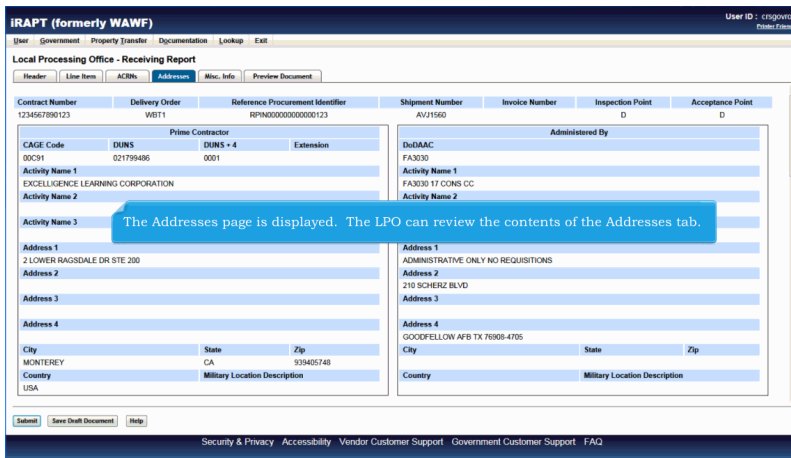 iRAPT (formerly WAWF)
User ID : crsgovro
Printer Frien
User Government Property Transfer Documentation Lookup Exit
Local Processing Office - Receiving Report
Header Line Item ACRNs Addresses Misc. Info Preview Document
Contract Number Delivery Order Reference Procurement Identifier Shipment Number Invoice Number Inspection Point Acceptance Point
1234567890123 WBT1 RPIN000000000000123 AVJ1560 D D
Prime Contractor
CAGE Code DUNS DUNS + 4 Extension
00C91 021799486 0001
Activity Name 1
EXCELLIGENCE LEARNING CORPORATION
Activity Name 2
Activity Name 3
Address 1
2 LOWER RAGSDALE DR STE 200
Address 2
Address 3
Address 4
City State Zip
MONTEREY CA 939405748
Country Military Location Description
USA
Administered By
DoDAAC
FA3030
Activity Name 1
FA3030 17 CONS CC
Activity Name 2
Address 1
ADMINISTRATIVE ONLY NO REQUISITIONS
Address 2
210 SCHERZ BLVD
Address 3
Address 4
GOODFELLOW AFB TX 76908-4705
City State Zip
Country Military Location Description
The Addresses page is displayed. The LPO can review the contents of the Addresses tab.
Submit Save Draft Document Help
Security & Privacy Accessibility Vendor Customer Support Government Customer Support FAQ